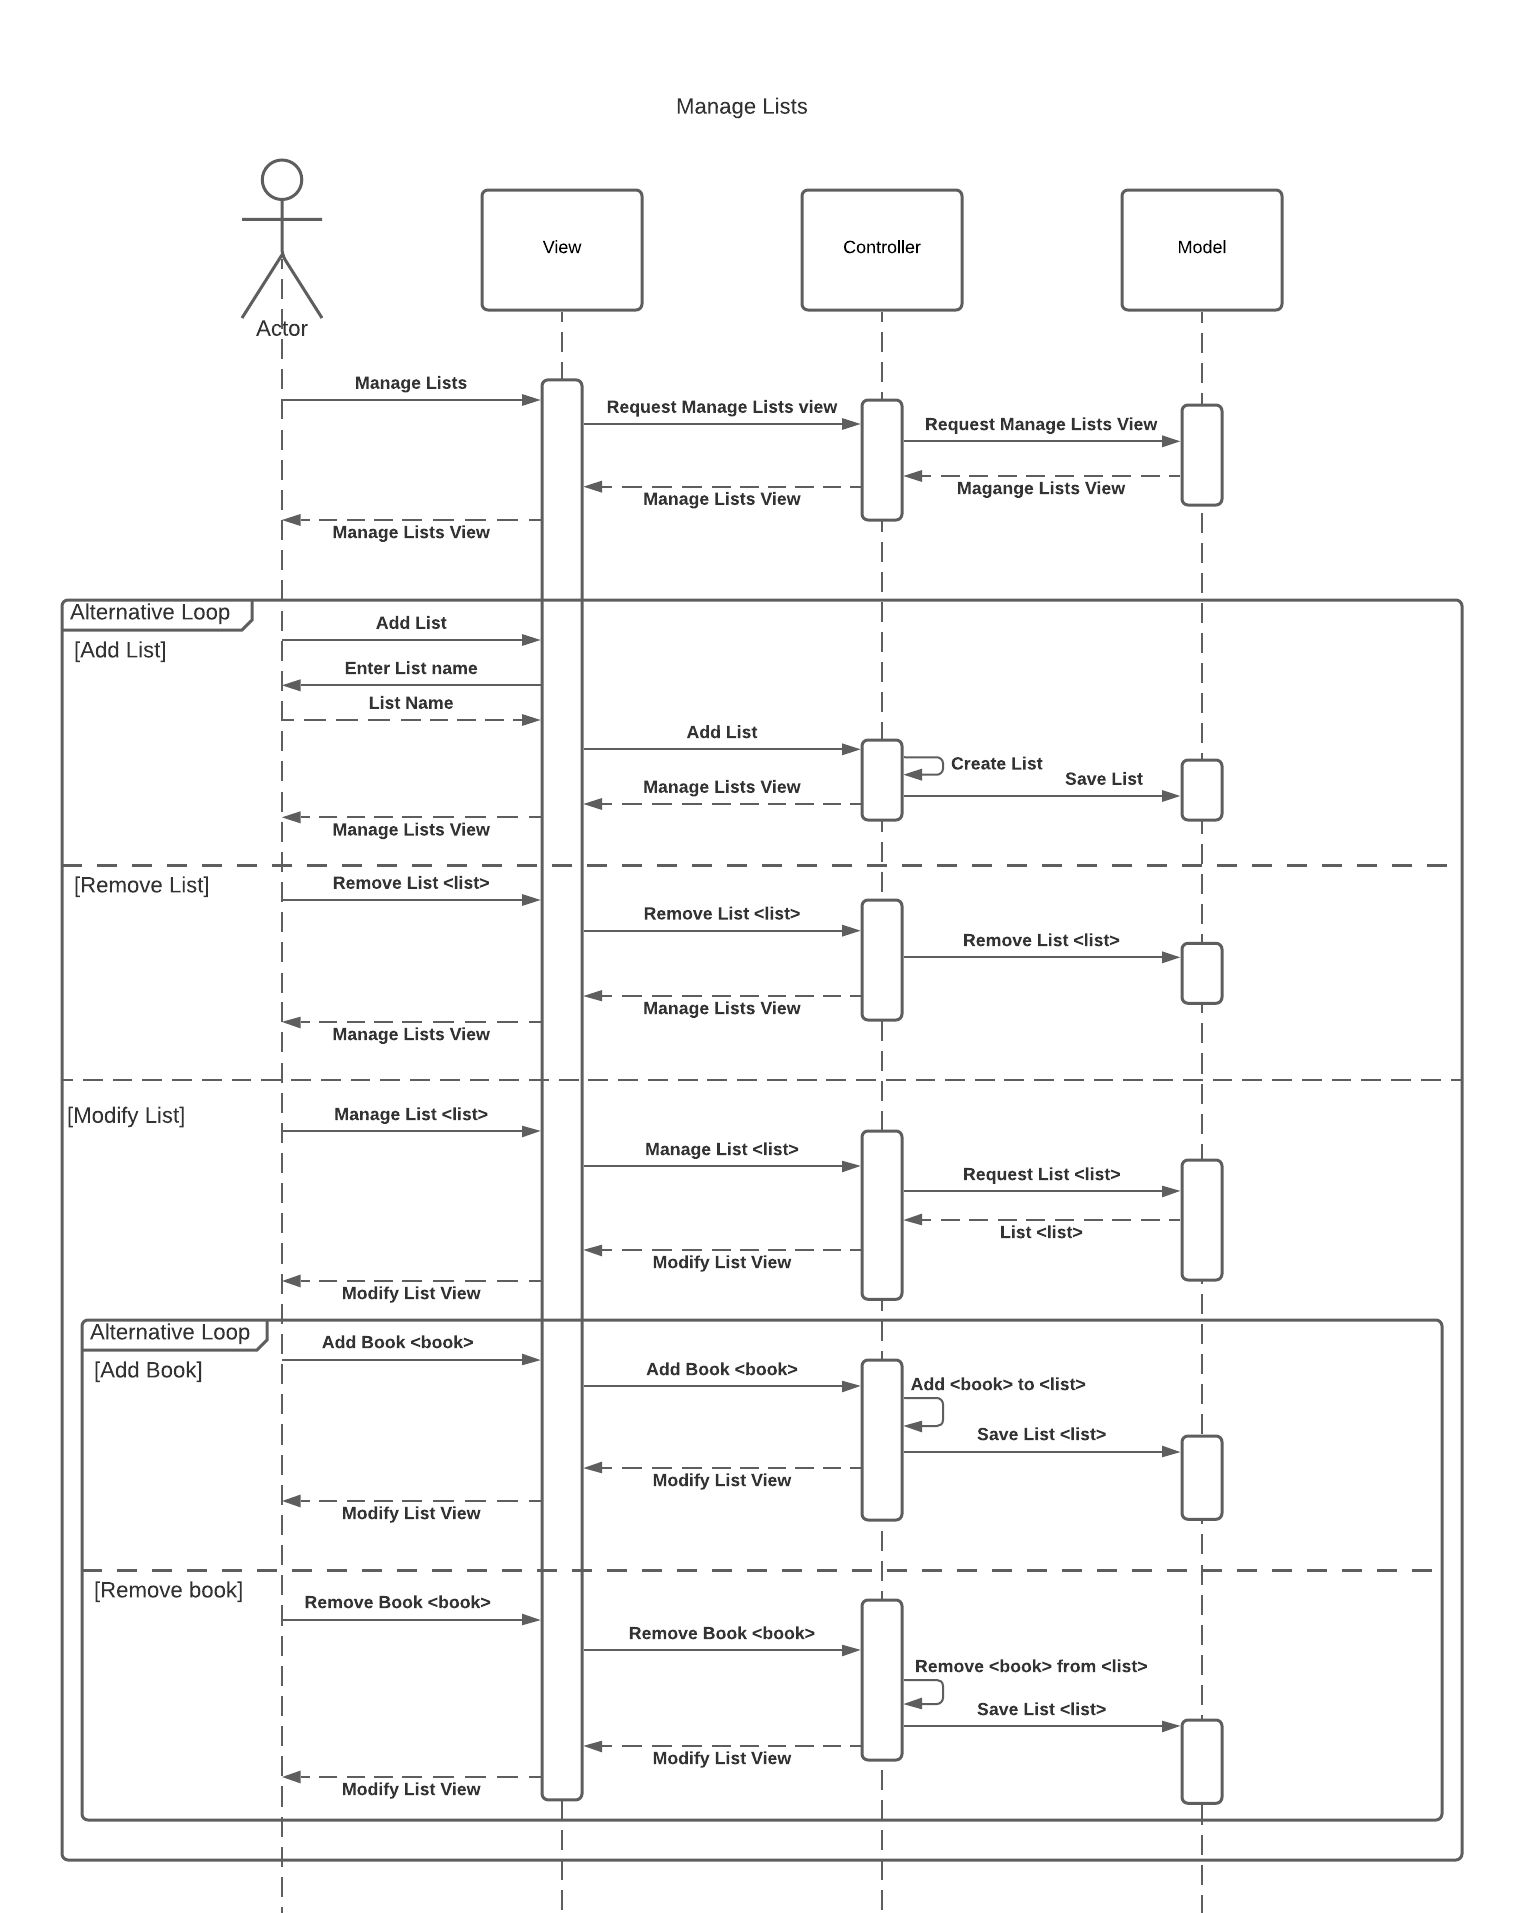 Manage Lists
Actor
View
Controller
Model
Manage Lists
Request Manage Lists view
Request Manage Lists View
Magange Lists View
Manage Lists View
Manage Lists View
Alternative Loop
[Add List]
Add List
Enter List name
List Name
Add List
Create List
Save List
Manage Lists View
Manage Lists View
[Remove List]
Remove List <list>
Remove List <list>
Remove List <list>
Manage Lists View
Manage Lists View
[Modify List]
Manage List <list>
Manage List <list>
Request List <list>
List <list>
Modify List View
Modify List View
Alternative Loop
[Add Book]
Add Book <book>
Add Book <book>
Add <book> to <list>
Save List <list>
Modify List View
Modify List View
[Remove book]
Remove Book <book>
Remove Book <book>
Remove <book> from <list>
Save List <list>
Modify List View
Modify List View